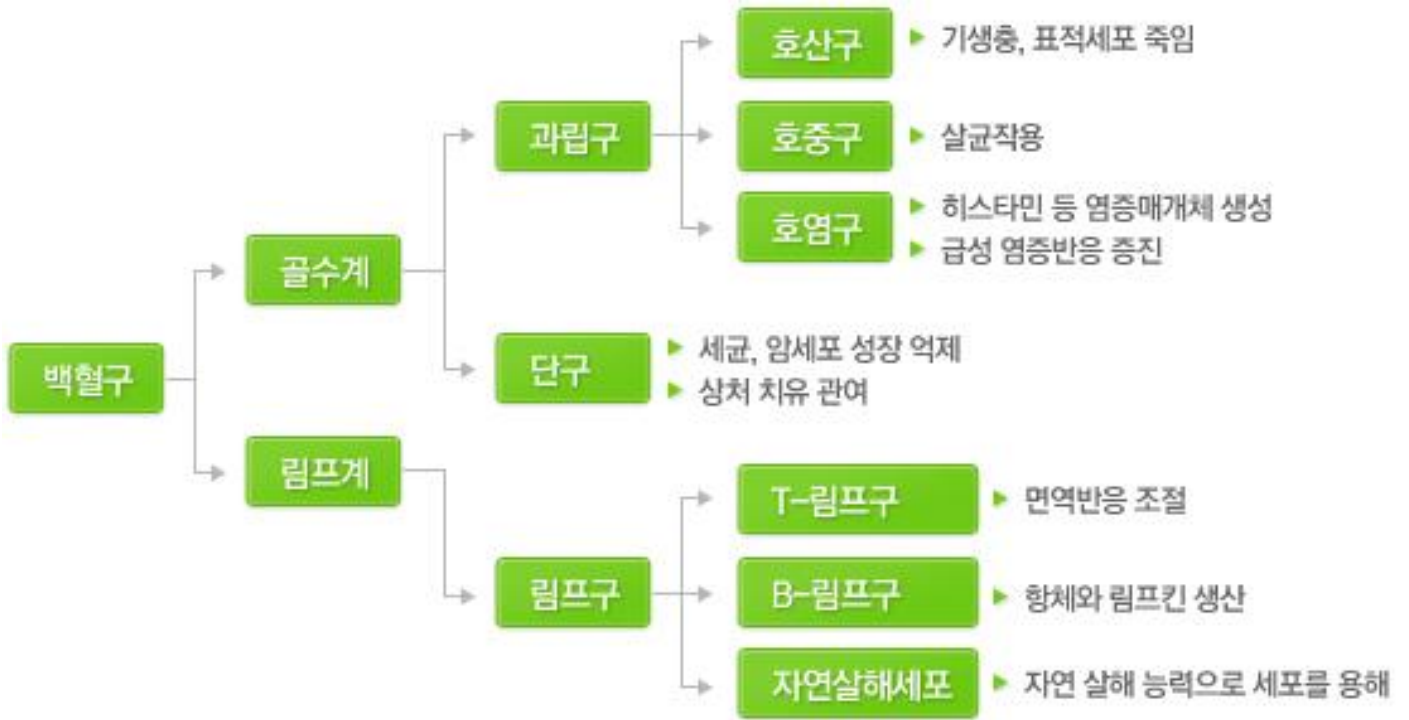 호산구
기생충, 표적세포 죽임
과립구
호중구
살균작용
호염구
히스타민 등 염증매개체 생성
급성 염증반응 증진
골수계
단구
세균, 암세포 성장 억제
상처 치유 관여
백혈구
림프계
T-림프구
면역반응 조절
림프구
B-림프구
항체와 림프킨 생산
자연살해세포
자연 살해 능력으로 세포를 용해